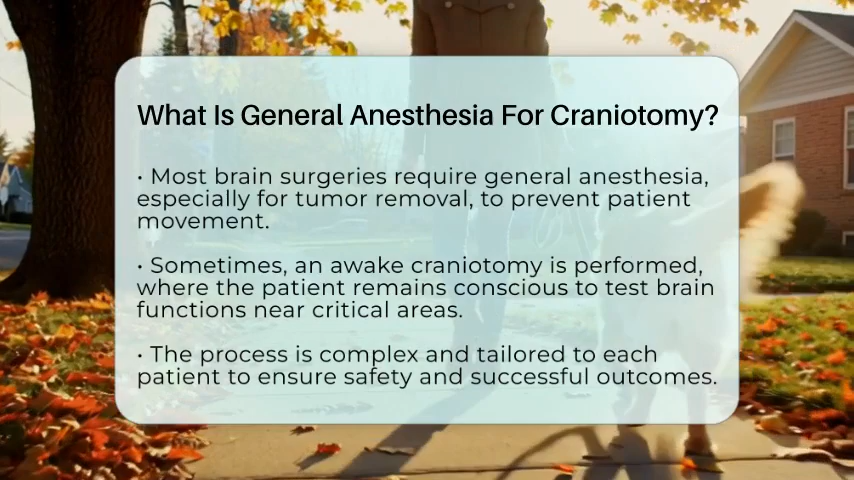 What Is General Anesthesia For Craniotomy?
• Most brain surgeries require general anesthesia,
especially for tumor removal, to prevent patient
movement.
• Sometimes, an awake craniotomy is performed,
where the patient remains conscious to test brain
functions near critical areas.
• The process is complex and tailored to each
patient to ensure safety and successful outcomes.